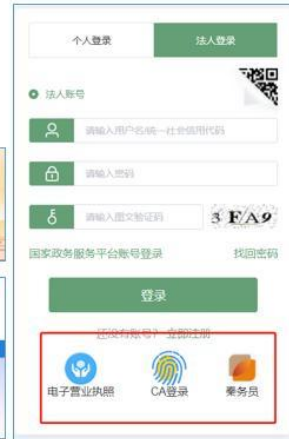 个人登录
法人登录
法人账号
请输入用户名/统一社会信用代码
请输入密码
请输入图文验证码
3 F/A9
国家政务服务平台账号登录
找回密码
登录
还没有账号? 立即注册
电子营业执照
CA登录
秦务员